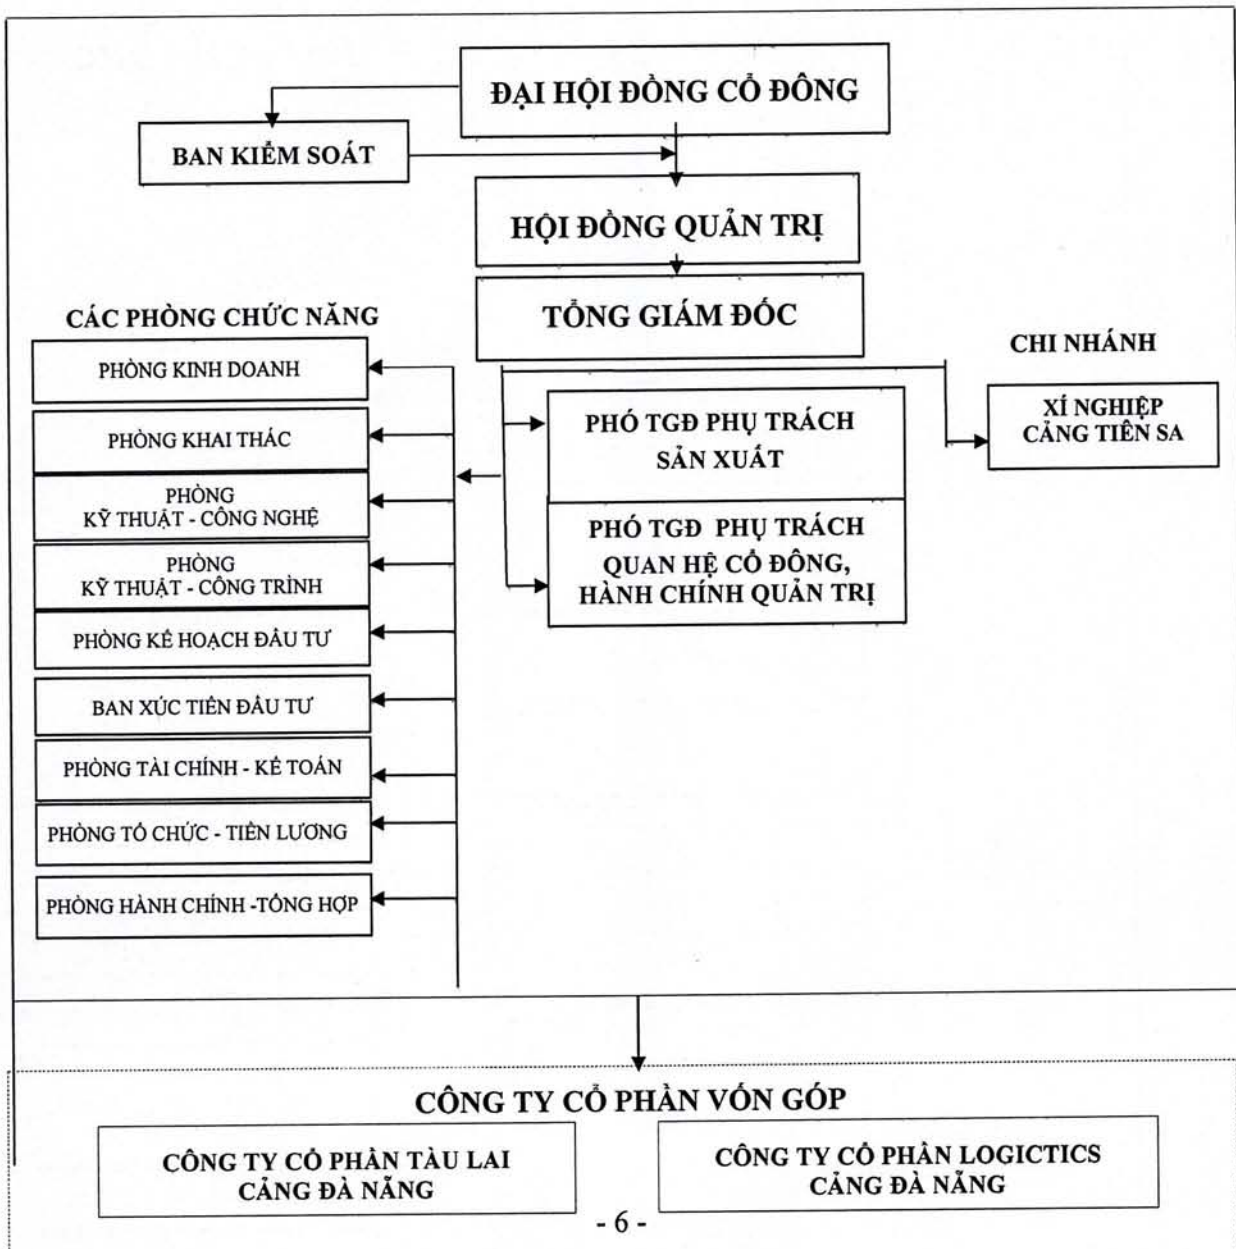 ĐẠI HỘI ĐỒNG CỔ ĐÔNG
BAN KIỂM SOÁT
HỘI ĐỒNG QUẢN TRỊ
TỔNG GIÁM ĐỐC
CÁC PHÒNG CHỨC NĂNG
PHÒNG KINH DOANH
PHÒNG KHAI THÁC
PHÒNG
KỸ THUẬT - CÔNG NGHỆ
PHÒNG
KỸ THUẬT - CÔNG TRÌNH
PHÒNG KẾ HOẠCH ĐẦU TƯ
BAN XÚC TIẾN ĐẦU TƯ
PHÒNG TÀI CHÍNH - KẾ TOÁN
PHÒNG TỔ CHỨC - TIỀN LƯƠNG
PHÒNG HÀNH CHÍNH -TỔNG HỢP
PHÓ TGĐ PHỤ TRÁCH
SẢN XUẤT
PHÓ TGĐ PHỤ TRÁCH
QUAN HỆ CỔ ĐÔNG,
HÀNH CHÍNH QUẢN TRỊ
CHI NHÁNH
XÍ NGHIỆP
CẢNG TIÊN SA
CÔNG TY CỔ PHẦN VỐN GÓP
CÔNG TY CỔ PHẦN TÀU LAI
CẢNG ĐÀ NẴNG
CÔNG TY CỔ PHẦN LOGICTICS
CẢNG ĐÀ NẴNG
- 6 -